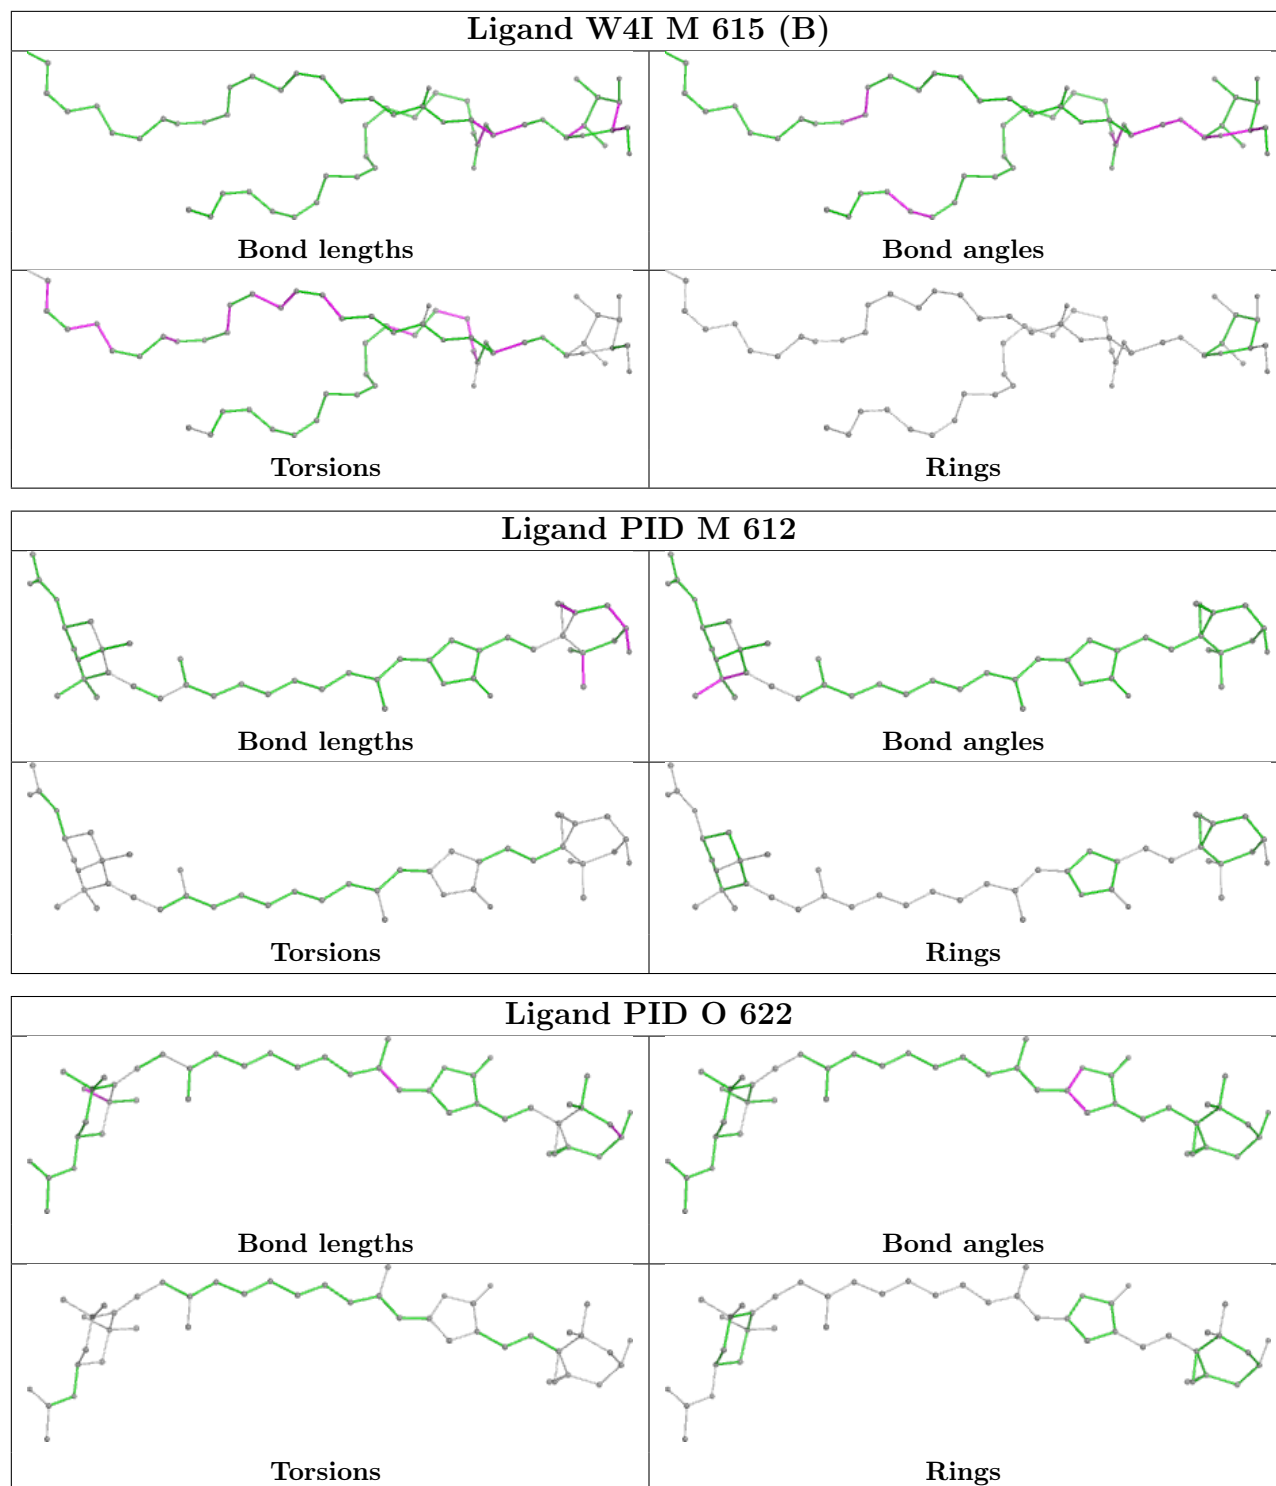 Ligand W4I M 615 (B)
Bond lengths
Bond angles
Torsions
Rings
Ligand PID M 612
Bond lengths
Bond angles
Torsions
Rings
Ligand PID O 622
Bond lengths
Bond angles
Torsions
Rings